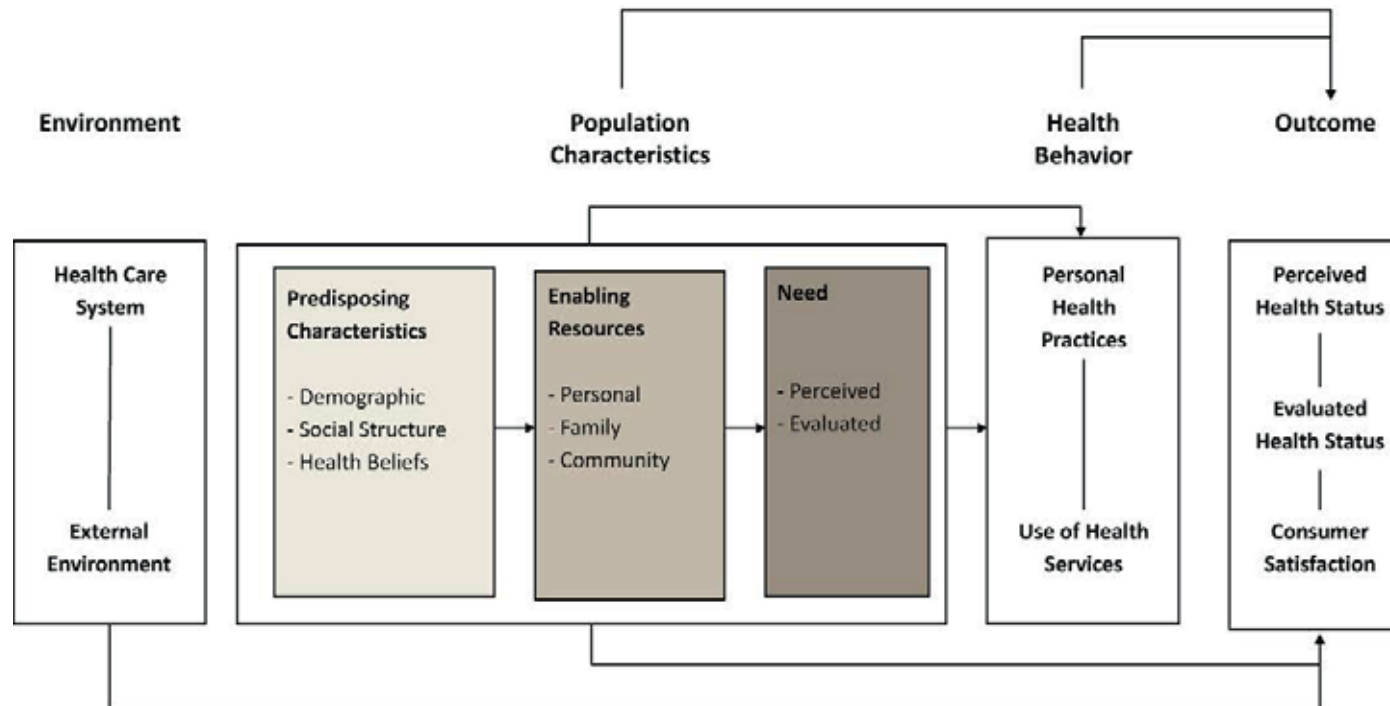 Environment
Population
Characteristics
Health
Behavior
Outcome
Health Care
System
External
Environment
Predisposing
Characteristics
- Demographic
- Social Structure
- Health Beliefs
Enabling
Resources
- Personal
- Family
- Community
Need
- Perceived
- Evaluated
Personal
Health
Practices
Use of Health
Services
Perceived
Health Status
Evaluated
Health Status
Consumer
Satisfaction